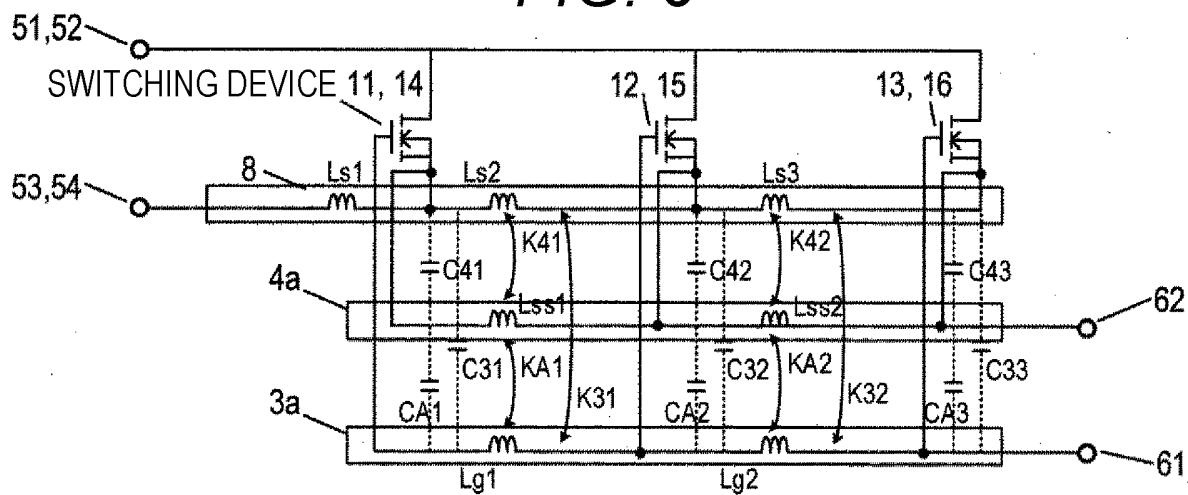 51,52
SWITCHING DEVICE 11, 14
12, 15
13, 16
8
Ls1
Ls2
Ls3
53,54
K41
K42
C41
C42
C43
4a
Lss1
Lss2
62
C31
KA1
C32
KA2
C33
K31
K32
3a
CA1
CA2
CA3
61
Lg1
Lg2